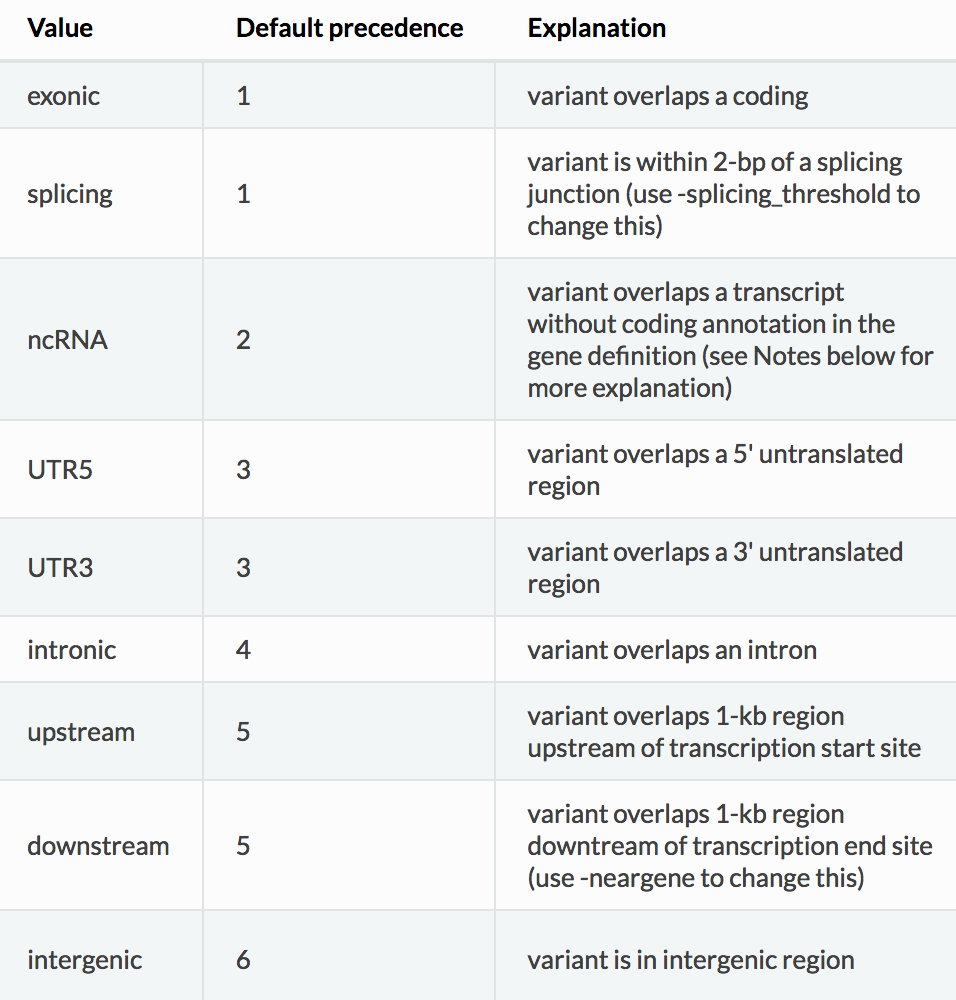 Value Default precedence Explanation
exonic 1 variant overlaps a coding
splicing 1 variant is within 2-bp of a splicing
junction (use -splicing_threshold to
change this)
ncRNA 2 variant overlaps a transcript
without coding annotation in the
gene definition (see Notes below for
more explanation)
UTR5 3 variant overlaps a 5' untranslated
region
UTR3 3 variant overlaps a 3' untranslated
region
intronic 4 variant overlaps an intron
upstream 5 variant overlaps 1-kb region
upstream of transcription start site
downstream 5 variant overlaps 1-kb region
downtream of transcription end site
(use -neargene to change this)
intergenic 6 variant is in intergenic region